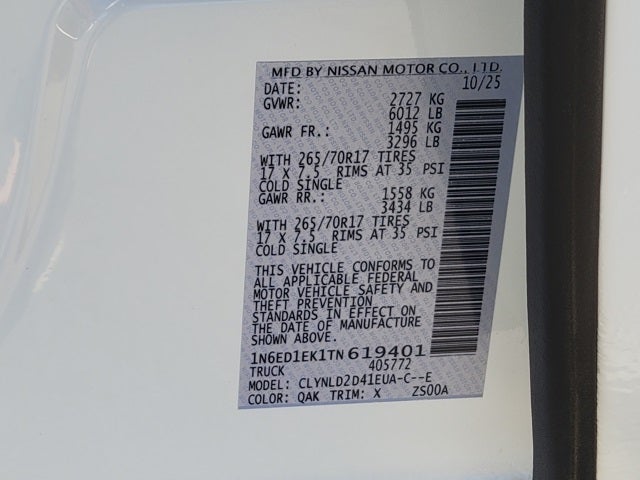 MFD BY NISSAN MOTOR CO., LTD.
DATE: 10/25
GVWR: 2727 KG
6012 LB
GAWR FR.: 1495 KG
3296 LB
WITH 265/70R17 TIRES
17 X 7.5 RIMS AT 35 PSI
COLD SINGLE
GAWR RR.: 1558 KG
3434 LB
WITH 265/70R17 TIRES
17 X 7.5 RIMS AT 35 PSI
COLD SINGLE
THIS VEHICLE CONFORMS TO
ALL APPLICABLE FEDERAL
MOTOR VEHICLE SAFETY AND
THEFT PREVENTION
STANDARDS IN EFFECT ON
THE DATE OF MANUFACTURE
SHOWN ABOVE.
1N6ED1EK1TN619401
TRUCK 405772
MODEL: CLYNLD2D41EUA-C--E
COLOR: QAK TRIM: X ZS00A